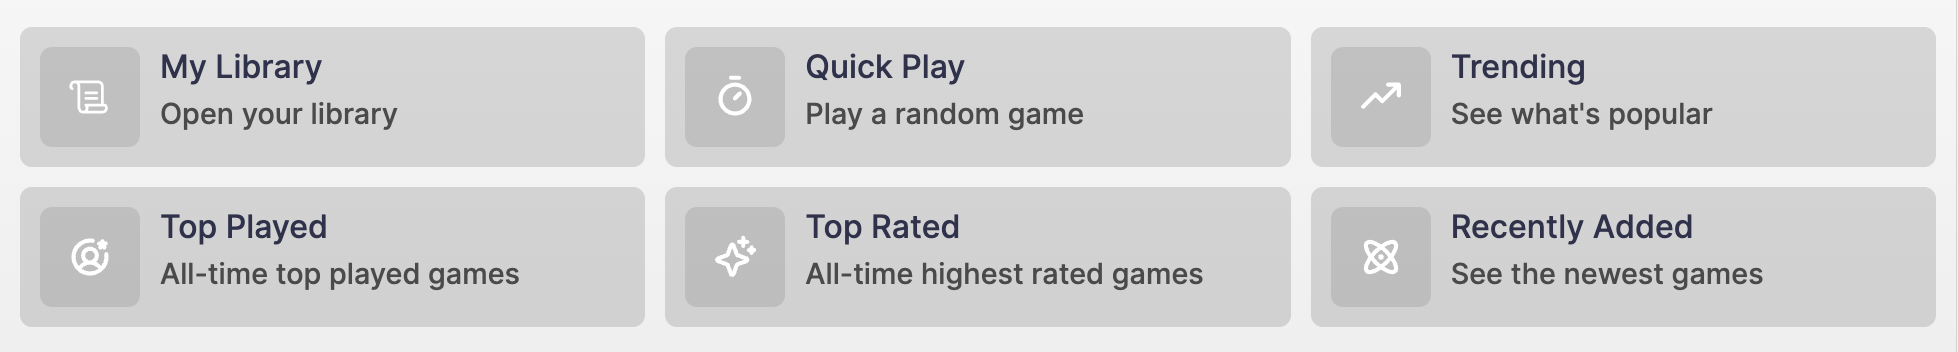 My Library
Open your library
Quick Play
Play a random game
Trending
See what's popular
Top Played
All-time top played games
Top Rated
All-time highest rated games
Recently Added
See the newest games